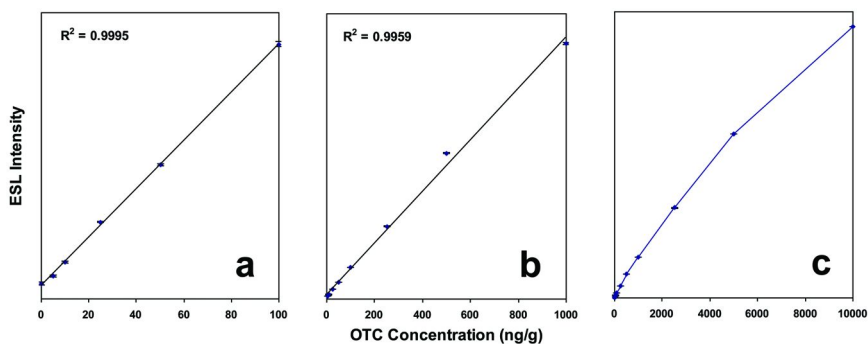 R² = 0.9995
R² = 0.9959
ESL Intensity
a
b
c
0 20 40 60 80 100
0 200 400 600 800 1000
0 2000 4000 6000 8000 10000
OTC Concentration (ng/g)